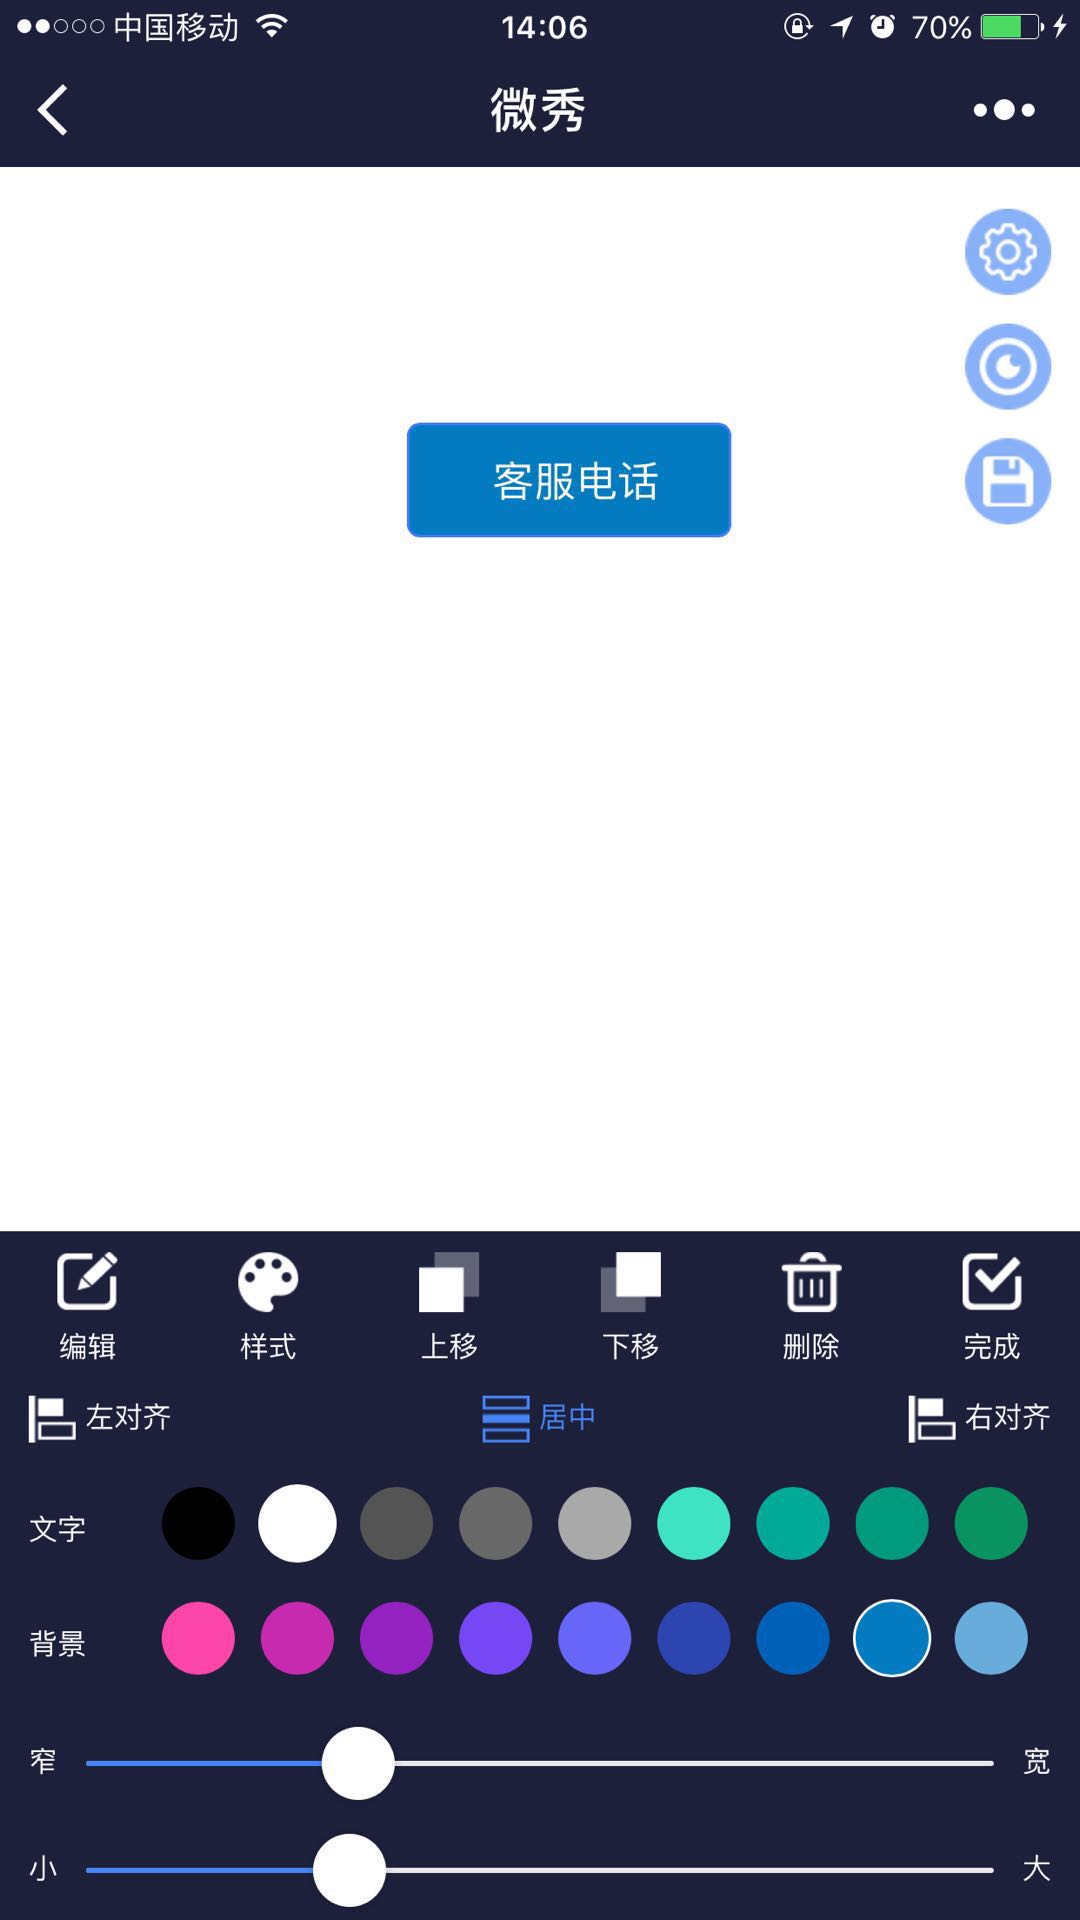 中国移动 14:06 70%
微秀
客服电话
编辑 样式 上移 下移 删除 完成
左对齐 居中 右对齐
文字
背景
窄 宽
小 大